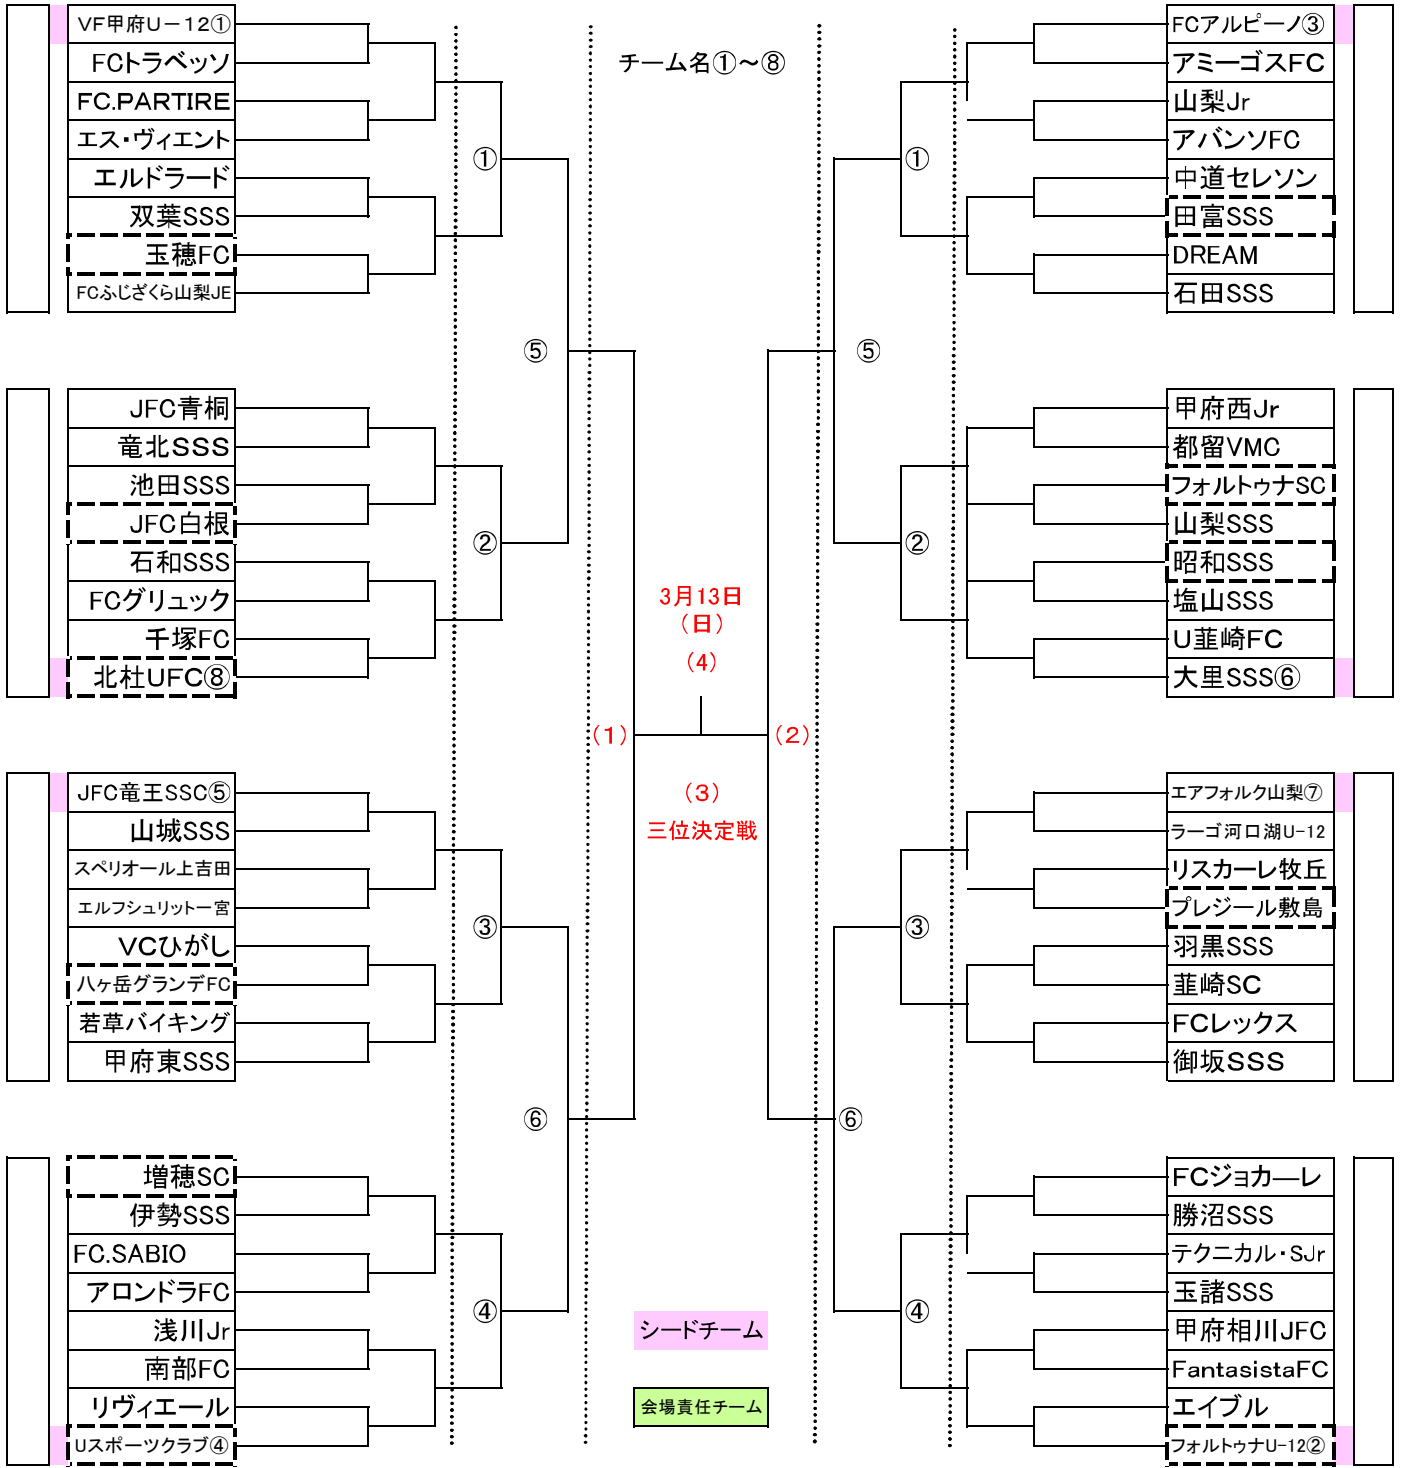 VF甲府U－12①
FCトラベッソ
FC.PARTIRE
エス・ヴィエント
エルドラード
双葉SSS
玉穂FC
FCふじざくら山梨JE
①
JFC青桐
竜北SSS
池田SSS
JFC白根
石和SSS
FCグリュック
千塚FC
北杜UFC⑧
②
⑤
JFC竜王SSC⑤
山城SSS
スペリオール上吉田
エルフシュリット一宮
VCひがし
八ヶ岳グランデFC
若草バイキング
甲府東SSS
③
増穂SC
伊勢SSS
FC.SABIO
アロンドラFC
浅川Jr
南部FC
リヴィエール
Uスポーツクラブ④
④
⑥
チーム名①～⑧
3月13日
（日）
（4）
（1）
（2）
（3）
三位決定戦
シードチーム
会場責任チーム
FCアルピーノ③
アミーゴスFC
山梨Jr
アバンソFC
中道セレソン
田富SSS
DREAM
石田SSS
①
甲府西Jr
都留VMC
フォルトゥナSC
山梨SSS
昭和SSS
塩山SSS
U韮崎FC
大里SSS⑥
②
⑤
エアフォルク山梨⑦
ラーゴ河口湖U-12
リスカーレ牧丘
プレジール敷島
羽黒SSS
韮崎SC
FCレックス
御坂SSS
③
FCジョカ―レ
勝沼SSS
テクニカル・SJr
玉諸SSS
甲府相川JFC
FantasistaFC
エイブル
フォルトゥナU-12②
④
⑥